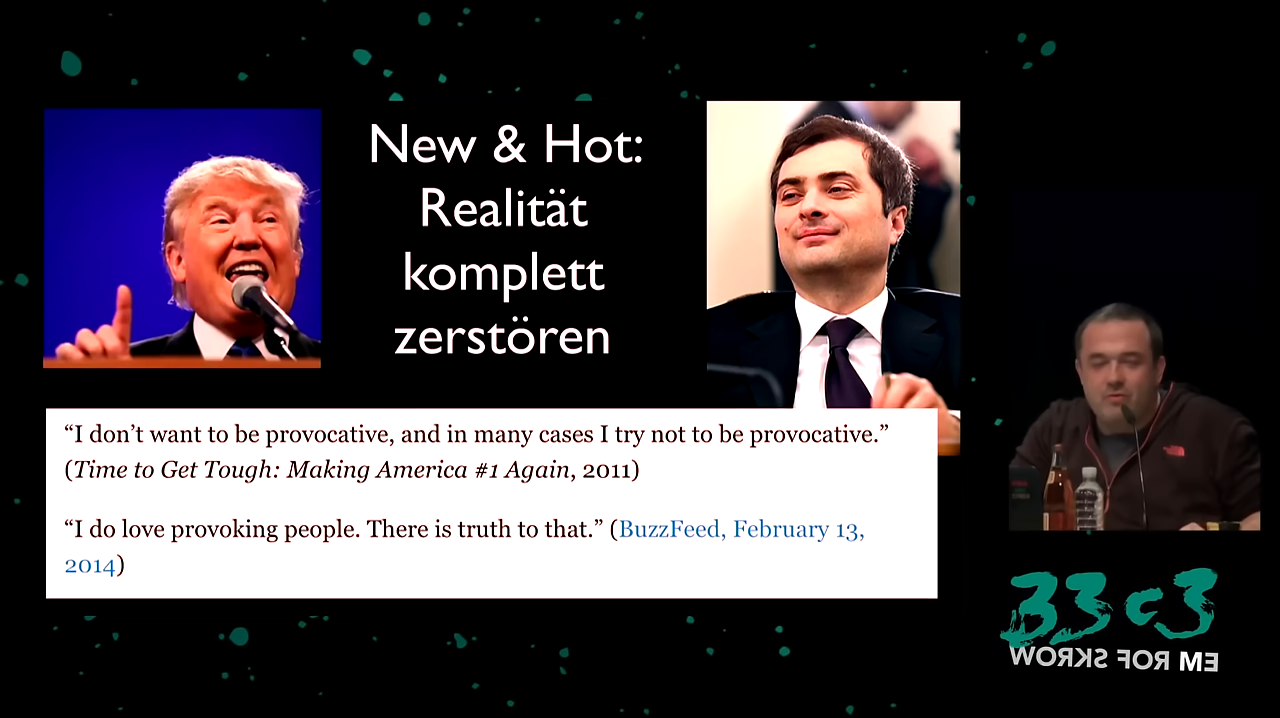 New & Hot:
Realität
komplett
zerstören
“I don’t want to be provocative, and in many cases I try not to be provocative.”
(Time to Get Tough: Making America #1 Again, 2011)
“I do love provoking people. There is truth to that.” (BuzzFeed, February 13,
2014)
33c3
WORKS FOR ME